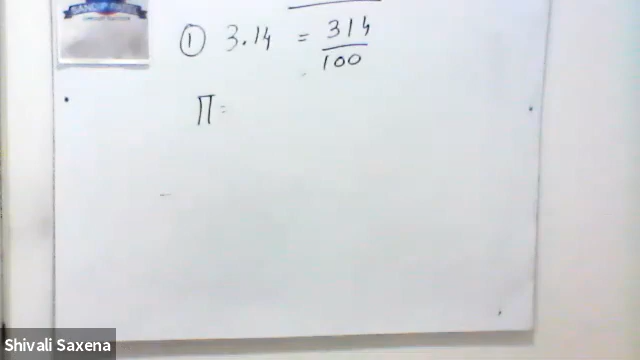 ① 3.14 = 314/100
∏ =
Shivali Saxena